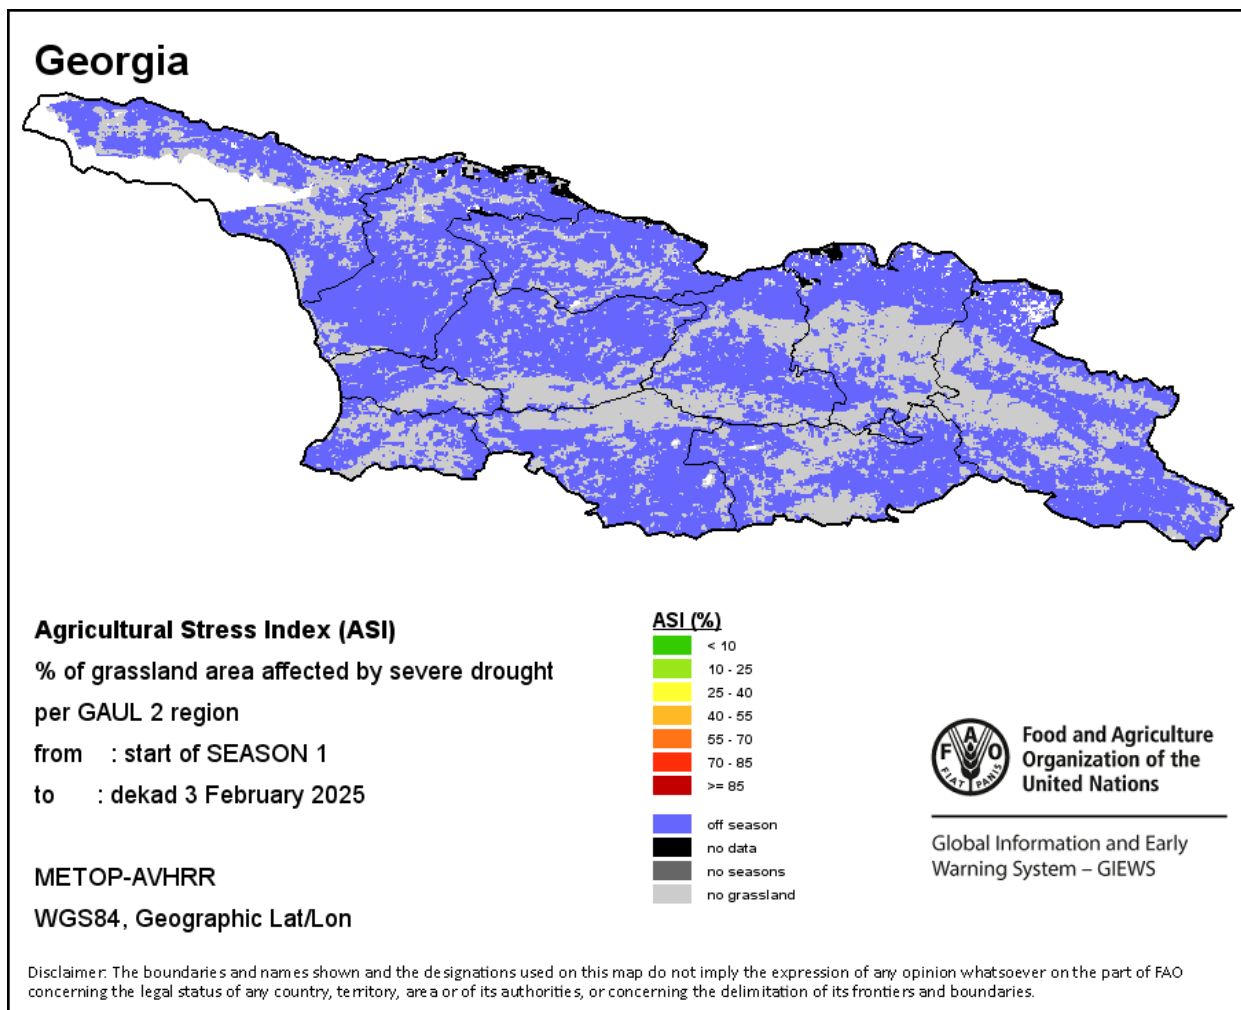 Georgia
Agricultural Stress Index (ASI)
% of grassland area affected by severe drought
per GAUL 2 region
from : start of SEASON 1
to : dekad 3 February 2025
METOP-AVHRR
WGS84, Geographic Lat/Lon
ASI (%)
< 10
10 - 25
25 - 40
40 - 55
55 - 70
70 - 85
>= 85
off season
no data
no seasons
no grassland
F A O
FIAT PANIS
Food and Agriculture
Organization of the
United Nations
Global Information and Early
Warning System – GIEWS
Disclaimer: The boundaries and names shown and the designations used on this map do not imply the expression of any opinion whatsoever on the part of FAO
concerning the legal status of any country, territory, area or of its authorities, or concerning the delimitation of its frontiers and boundaries.